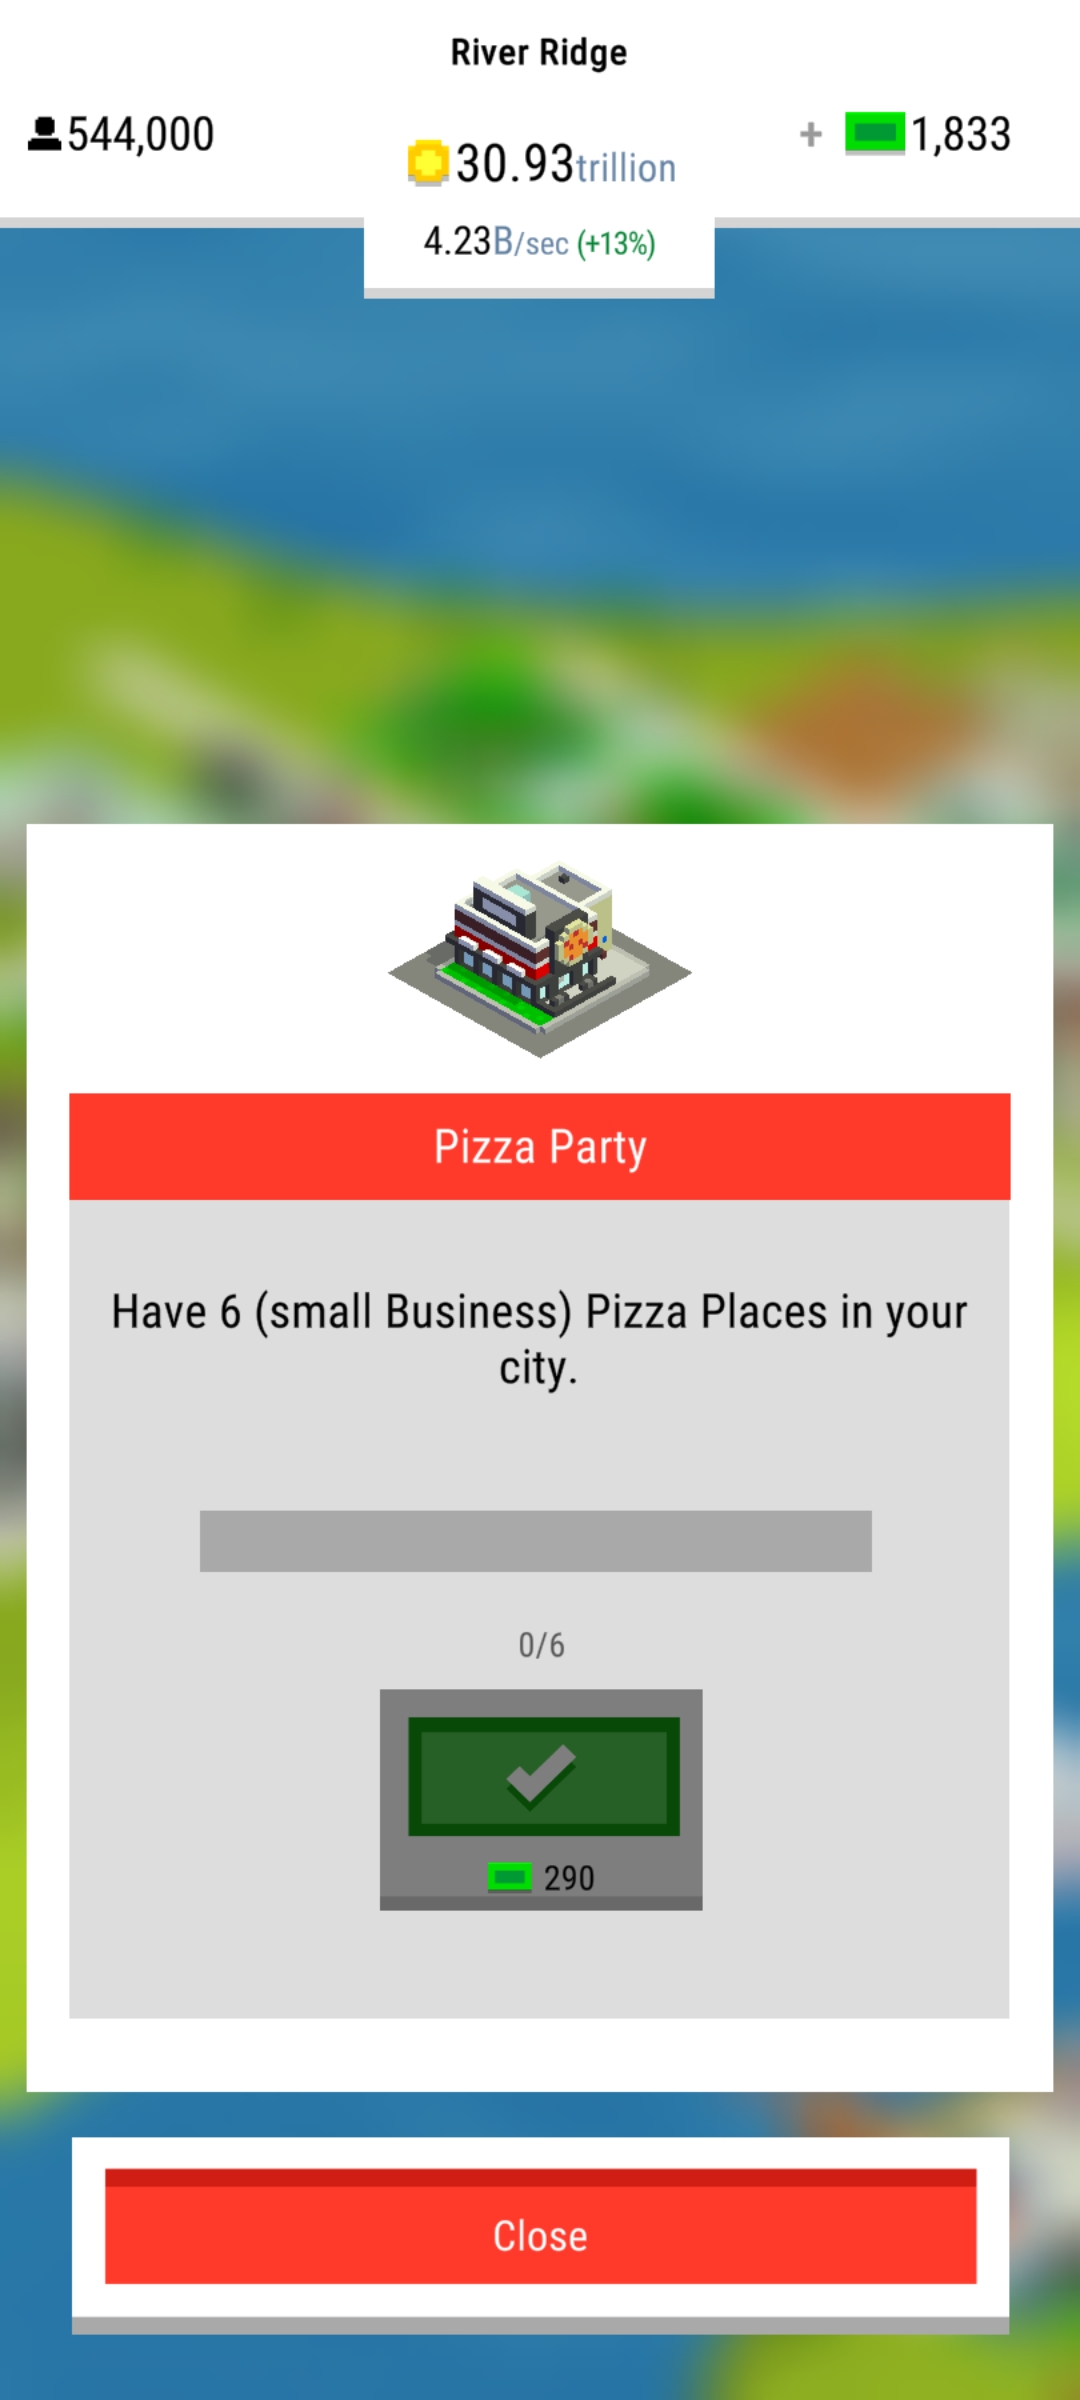 River Ridge
544,000
30.93trillion
+ 1,833
4.23B/sec (+13%)
Pizza Party
Have 6 (small Business) Pizza Places in your
city.
0/6
290
Close